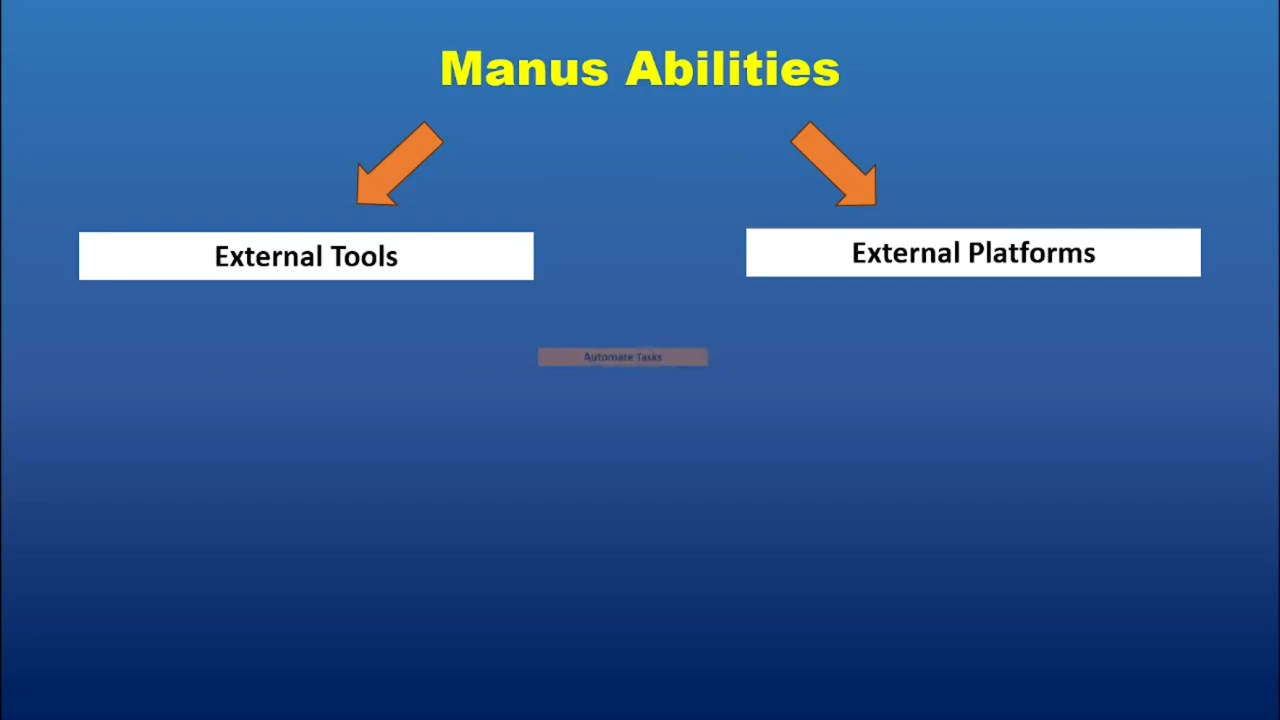 Manus Abilities
External Tools
External Platforms
Automate Tasks